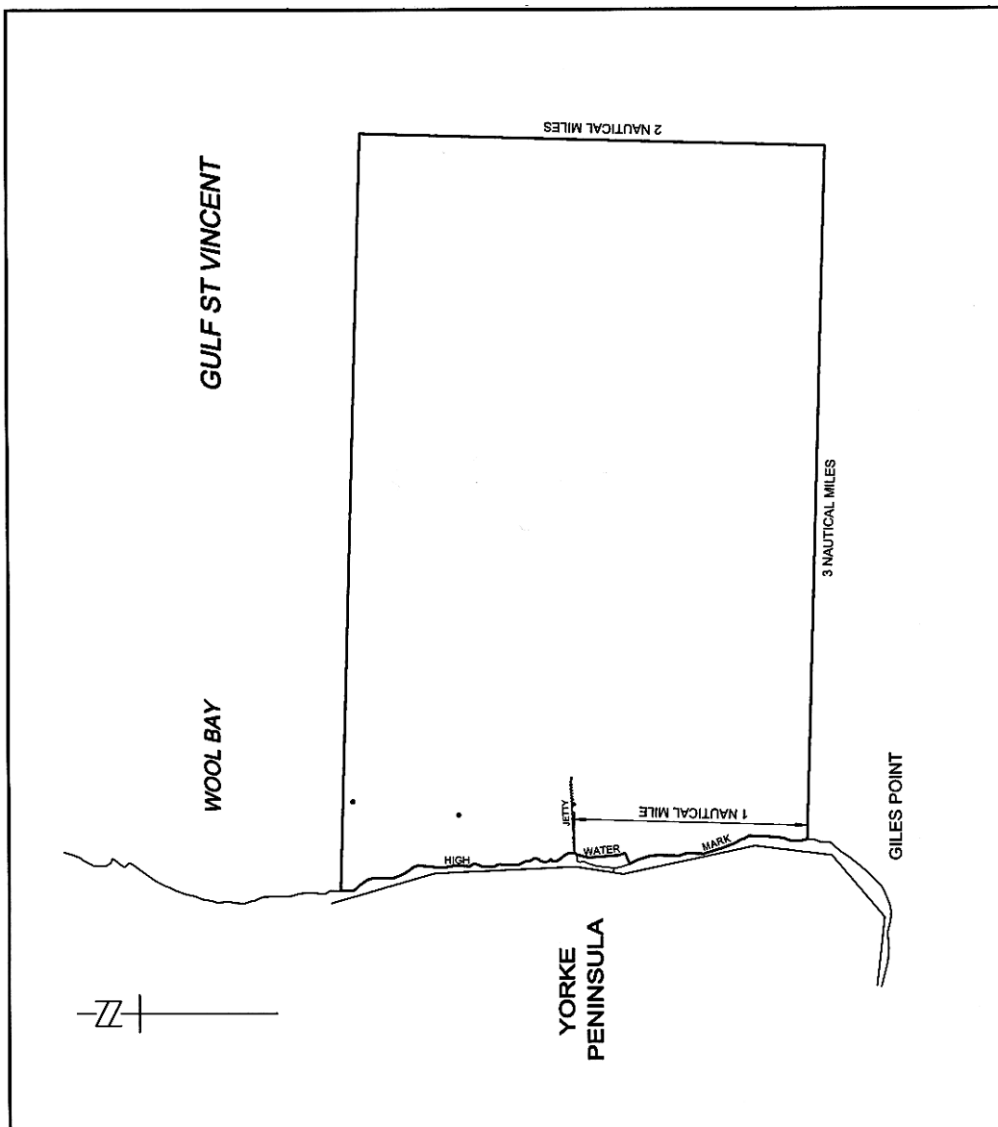 GULF ST VINCENT
2 NAUTICAL MILES
WOOL BAY
3 NAUTICAL MILES
JETTY
1 NAUTICAL MILE
HIGH
WATER
MARK
GILES POINT
YORKE
PENINSULA
N